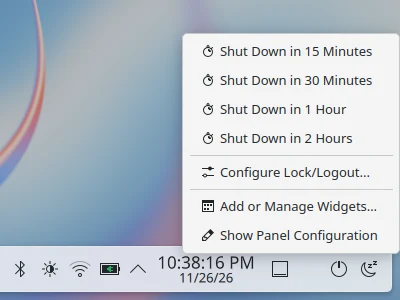 Shut Down in 15 Minutes
Shut Down in 30 Minutes
Shut Down in 1 Hour
Shut Down in 2 Hours
Configure Lock/Logout...
Add or Manage Widgets...
Show Panel Configuration
10:38:16 PM
11/26/26